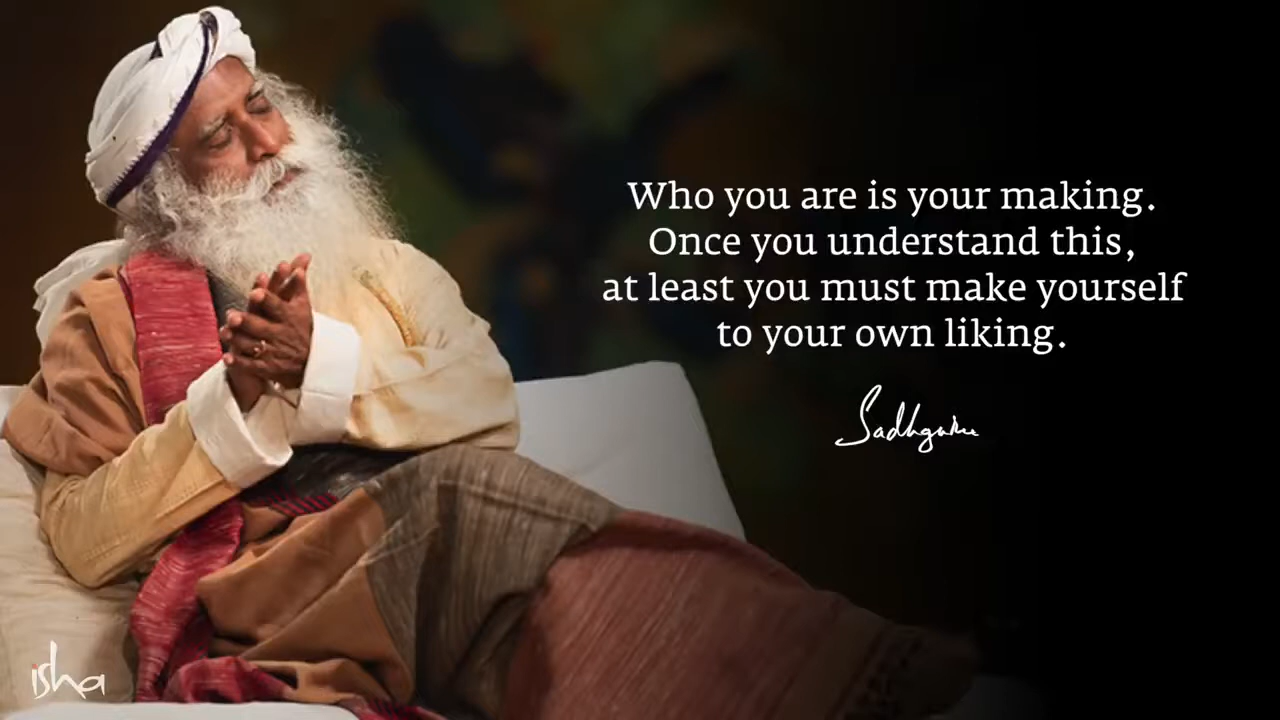 Who you are is your making.
Once you understand this,
at least you must make yourself
to your own liking.
Sadhguru
isha